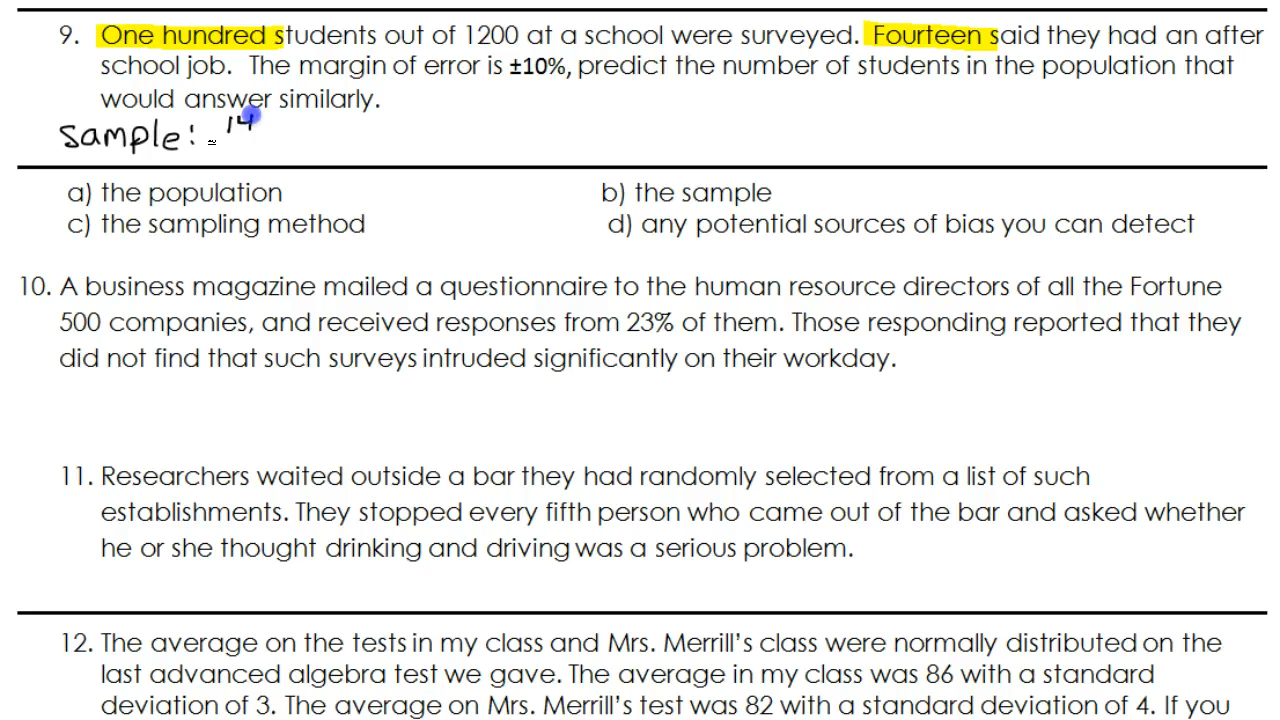 9. One hundred students out of 1200 at a school were surveyed. Fourteen said they had an after
school job. The margin of error is ±10%, predict the number of students in the population that
would answer similarly.
Sample: = 14
a) the population b) the sample
c) the sampling method d) any potential sources of bias you can detect
10. A business magazine mailed a questionnaire to the human resource directors of all the Fortune
500 companies, and received responses from 23% of them. Those responding reported that they
did not find that such surveys intruded significantly on their workday.
11. Researchers waited outside a bar they had randomly selected from a list of such
establishments. They stopped every fifth person who came out of the bar and asked whether
he or she thought drinking and driving was a serious problem.
12. The average on the tests in my class and Mrs. Merrill's class were normally distributed on the
last advanced algebra test we gave. The average in my class was 86 with a standard
deviation of 3. The average on Mrs. Merrill's test was 82 with a standard deviation of 4. If you